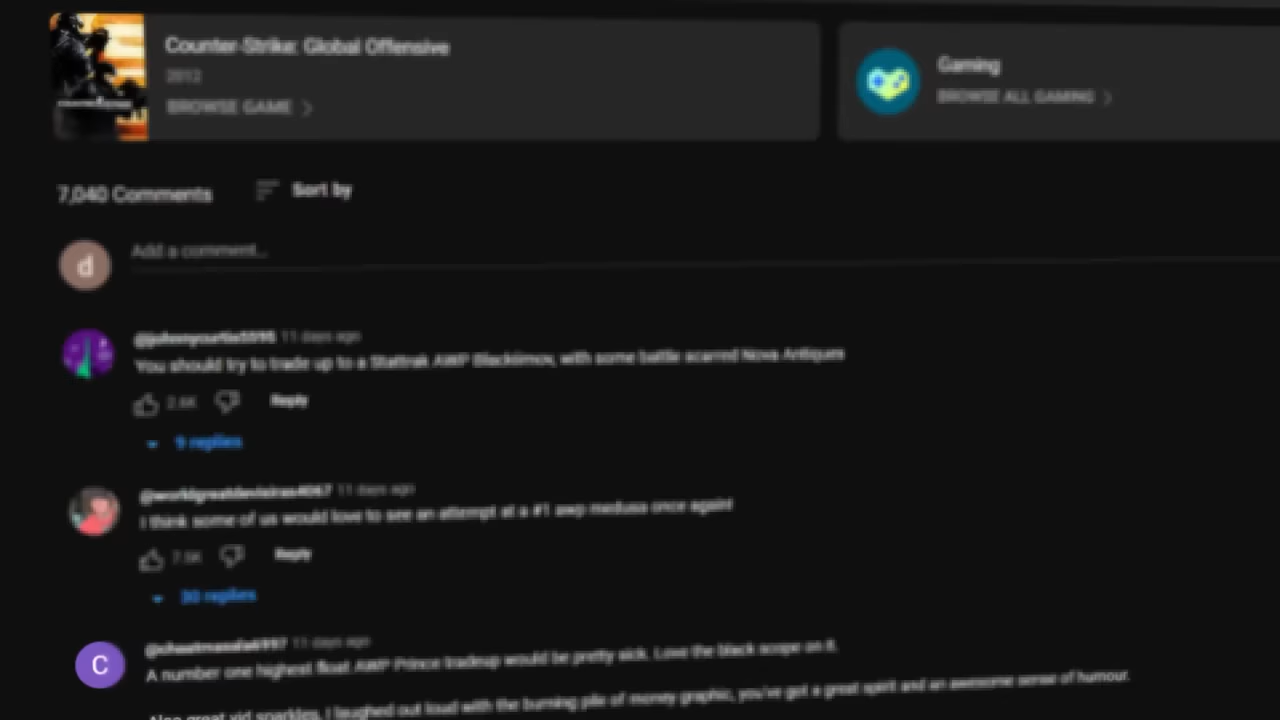 Counter-Strike: Global Offensive
2012
BROWSE GAME
Gaming
BROWSE ALL GAMING
7,040 Comments
Sort by
d
Add a comment...
11 days ago
You should try to trade up to a Stattrak AWP Blackiimov, with some battle scarred Nova Antiques
2.6K
Reply
9 replies
11 days ago
I think some of us would love to see an attempt at a #1 awp medusa once again!
Reply
30 replies
C
11 days ago
A number one highest float AWP Prince tradeup would be pretty sick. Love the black scope on it.
Also great vid sparkles, I laughed out loud with the burning pile of money graphic, you've got a great spirit and an awesome sense of humour.